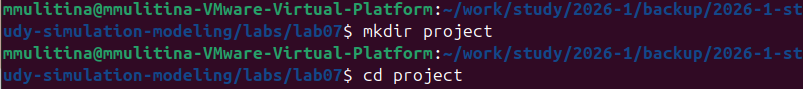 mmulitina@mmulitina-VMware-Virtual-Platform:~/work/study/2026-1/backup/2026-1-st
udy-simulation-modeling/labs/lab07$ mkdir project
mmulitina@mmulitina-VMware-Virtual-Platform:~/work/study/2026-1/backup/2026-1-st
udy-simulation-modeling/labs/lab07$ cd project